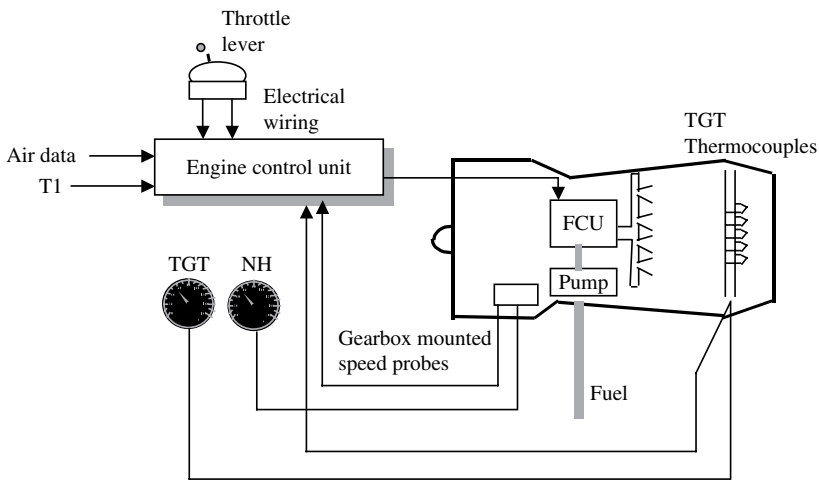 Throttle
lever
Electrical
wiring
TGT
Thermocouples
Air data
Engine control unit
T1
FCU
TGT
NH
Pump
Gearbox mounted
speed probes
Fuel